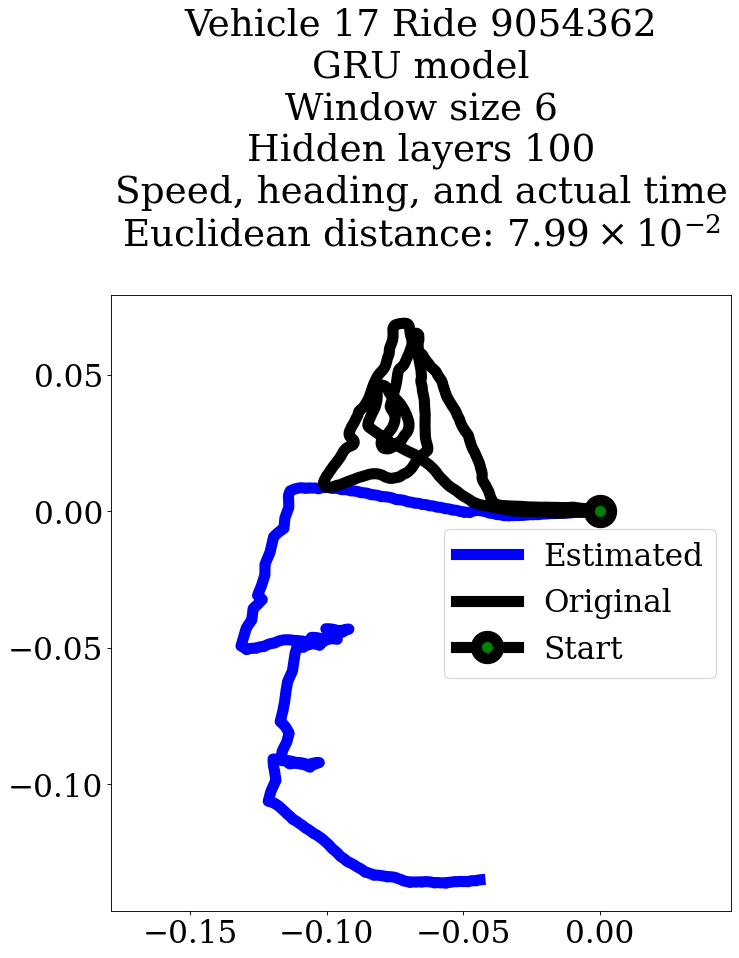 Vehicle 17 Ride 9054362
GRU model
Window size 6
Hidden layers 100
Speed, heading, and actual time
Euclidean distance: 7.99 × 10⁻²
0.05
0.00
−0.05
−0.10
Estimated
Original
Start
−0.15 −0.10 −0.05 0.00